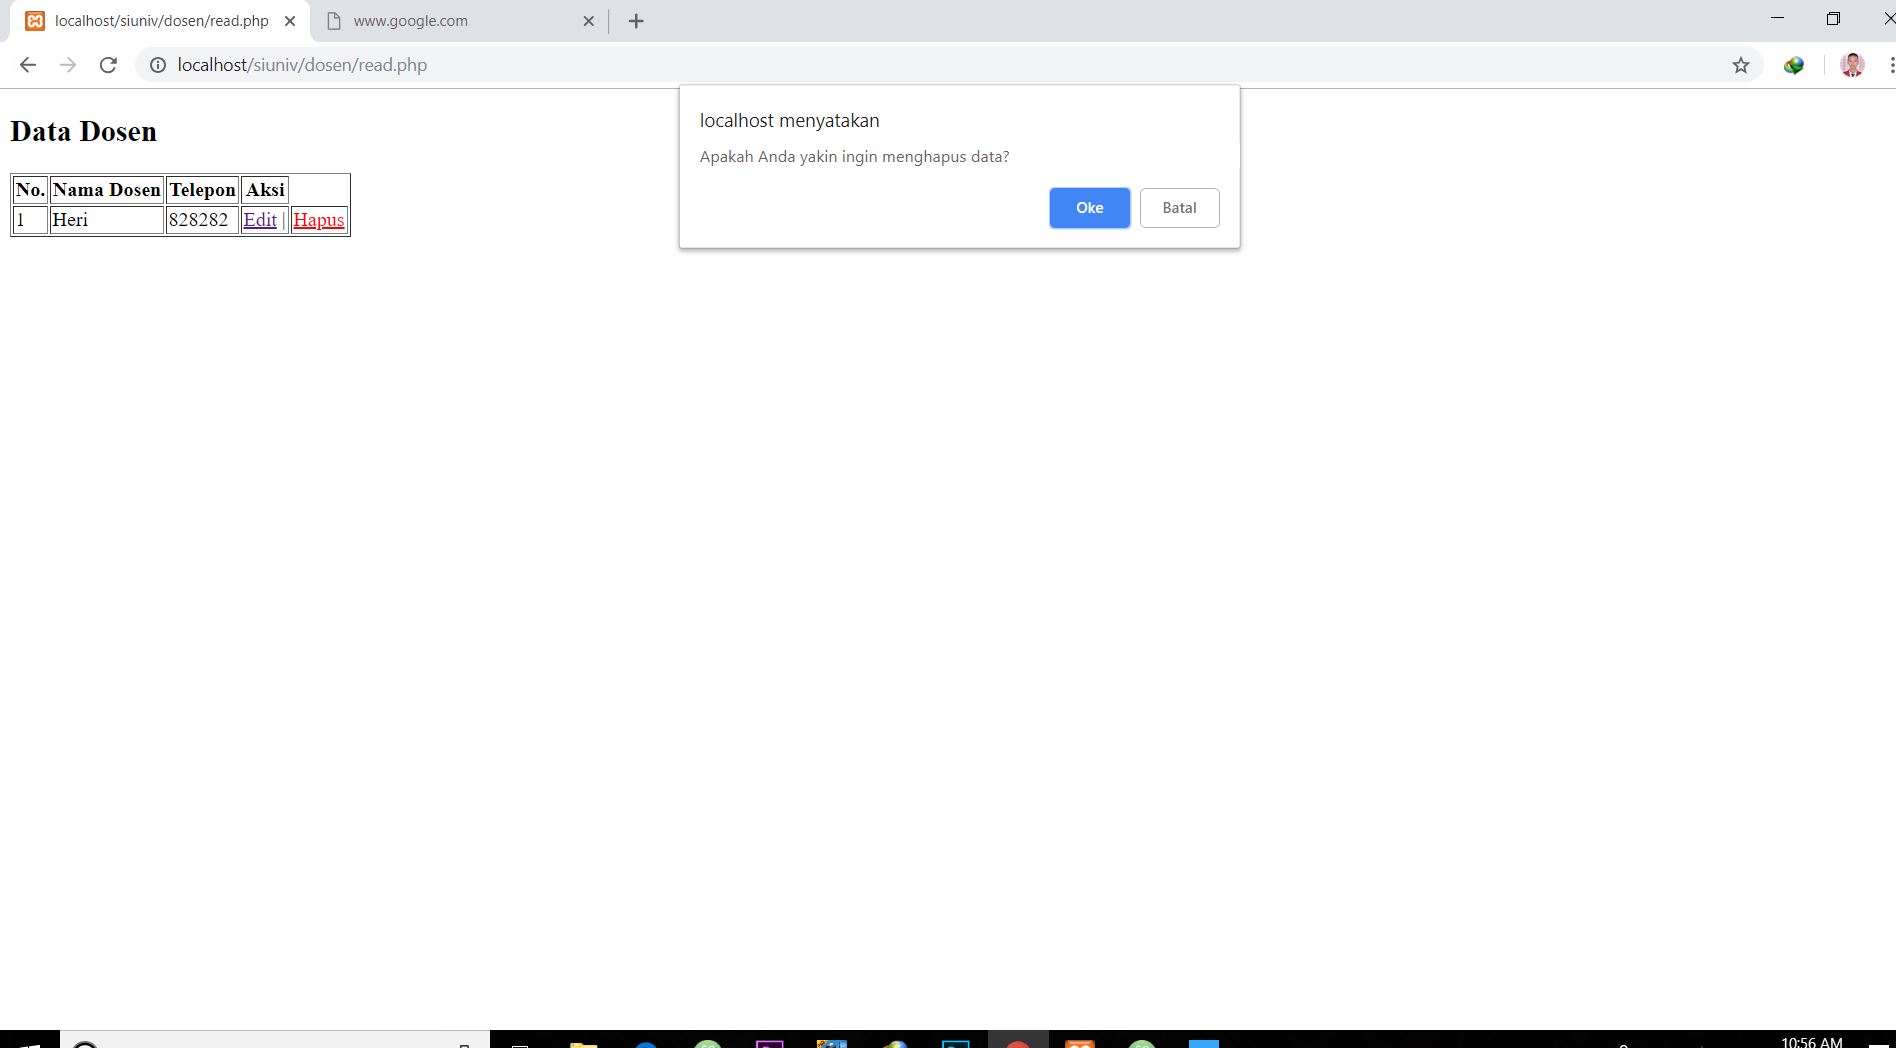 localhost/siuniv/dosen/read.php
www.google.com
localhost/siuniv/dosen/read.php
localhost menyatakan
Apakah Anda yakin ingin menghapus data?
Oke Batal
Data Dosen
No. Nama Dosen Telepon Aksi
1 Heri 828282 Edit | Hapus
10:56 AM